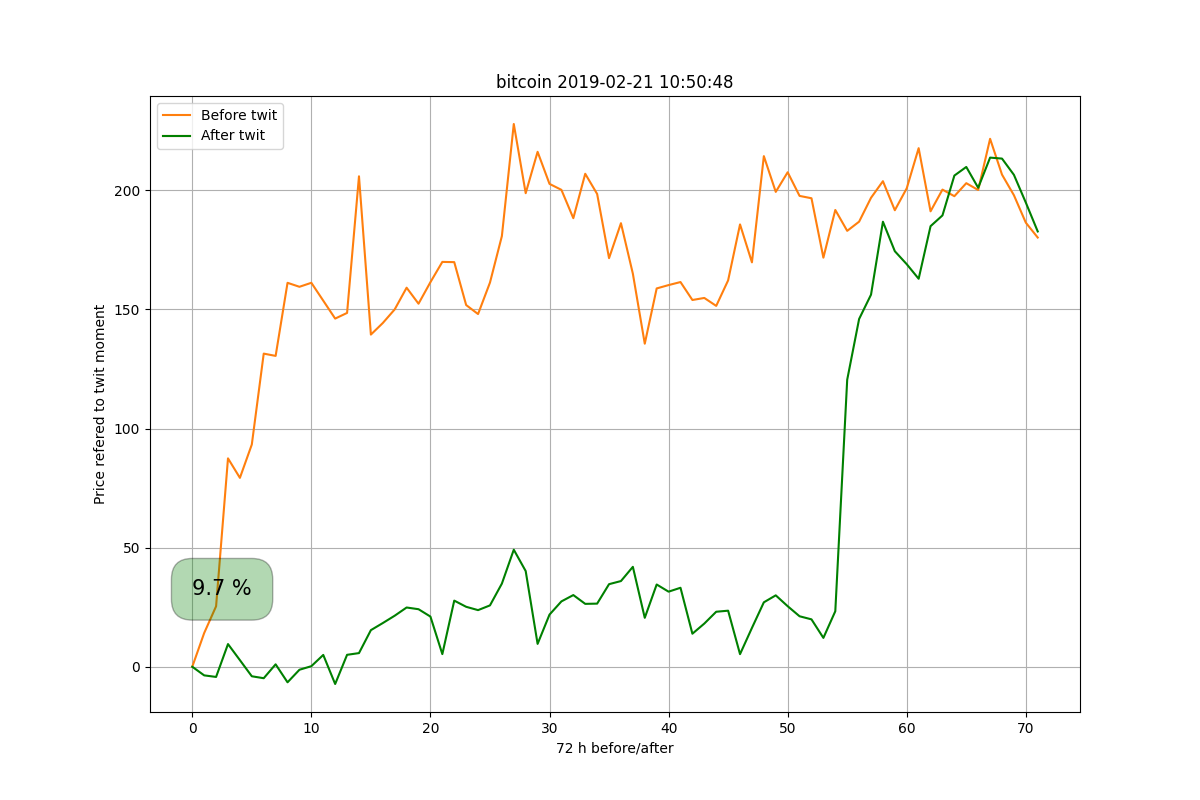 bitcoin 2019-02-21 10:50:48
Before twit
After twit
Price refered to twit moment
200
150
100
50
0
9.7 %
0 10 20 30 40 50 60 70
72 h before/after